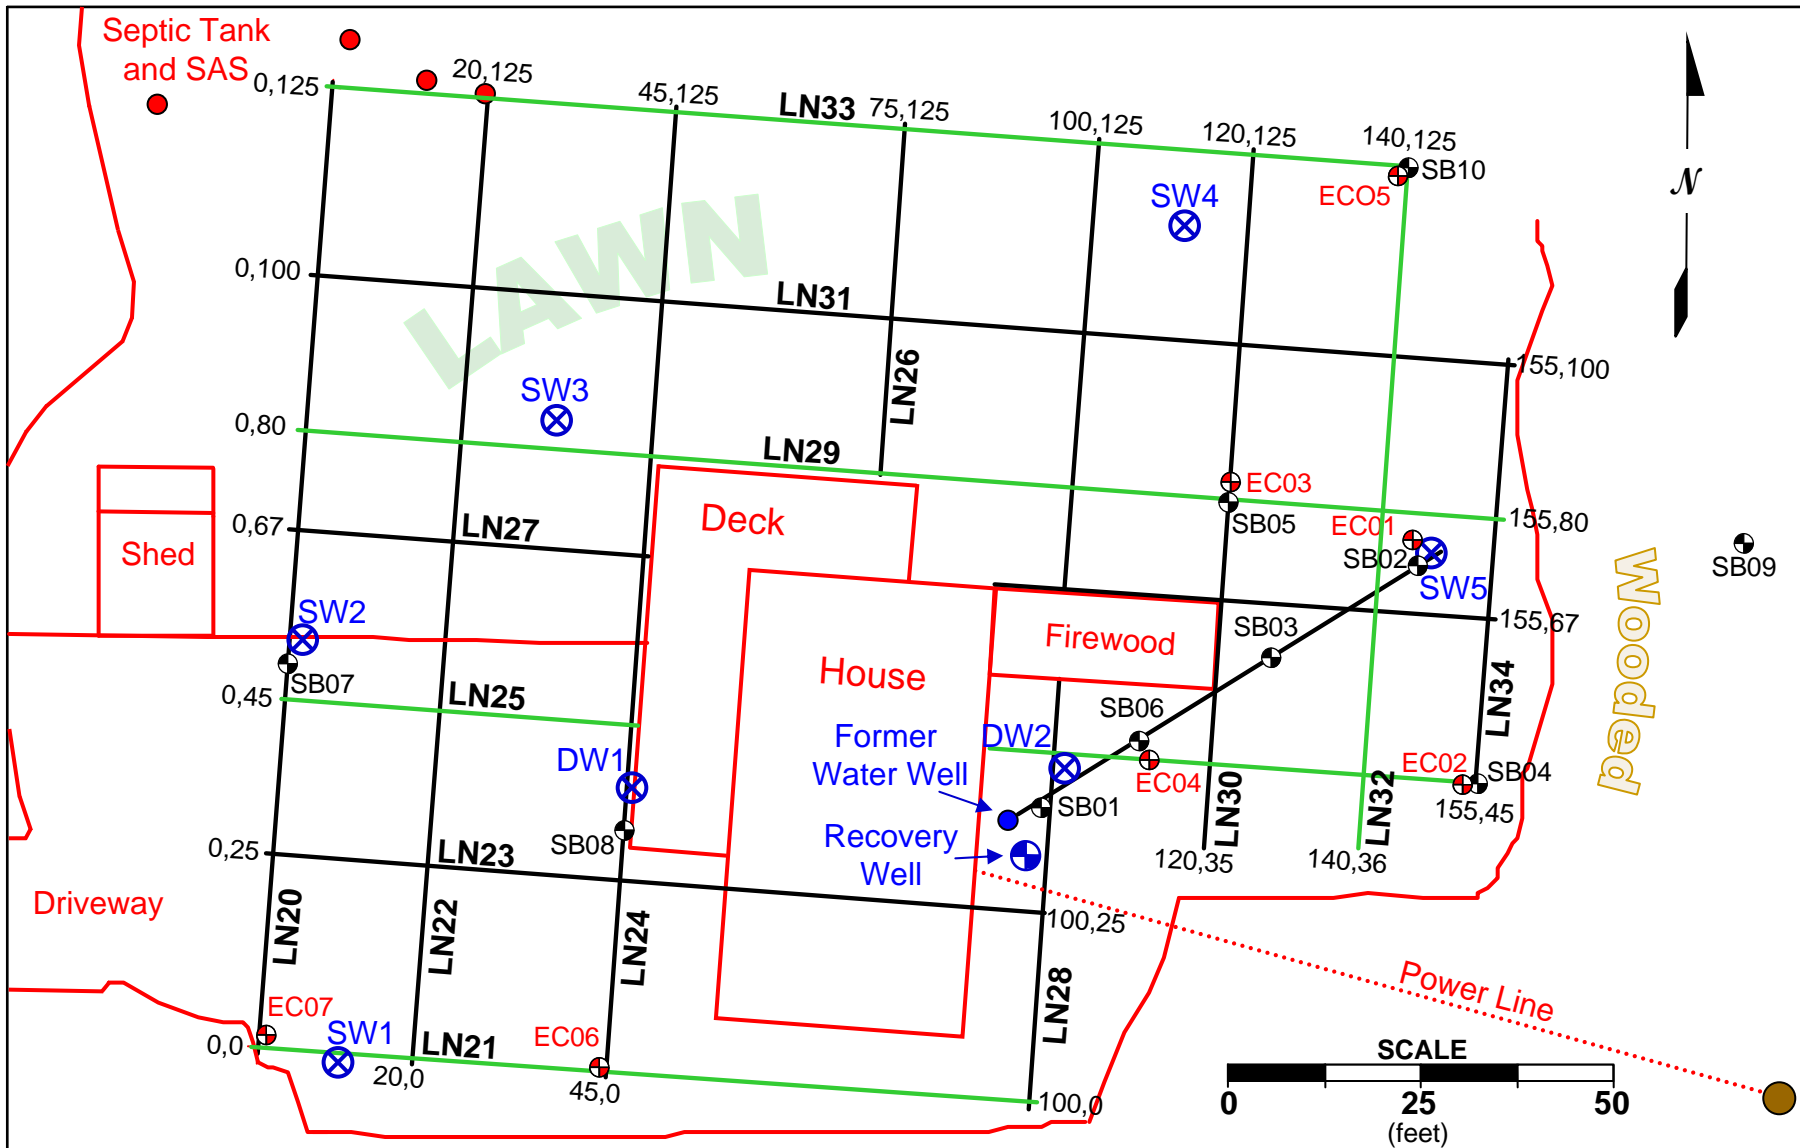 Septic Tank
and SAS
0,125
20,125
45,125
LN33
75,125
100,125
120,125
140,125
SB10
ECO5
N
SW4
LAWN
0,100
LN31
155,100
LN26
SW3
0,80
LN29
EC03
SB05
155,80
EC01
SB02
SW5
SB09
Deck
0,67
LN27
Shed
155,67
Wooded
SW2
SB07
Firewood
SB03
House
0,45
LN25
LN34
SB06
Former
Water Well
DW2
DW1
EC04
EC02
SB04
155,45
SB01
LN30
LN32
Recovery
Well
SB08
0,25
LN23
120,35
140,36
Driveway
LN20
LN22
LN24
100,25
Power Line
LN28
EC07
SW1
0,0
LN21
20,0
EC06
45,0
100,0
SCALE
0 25 50
(feet)